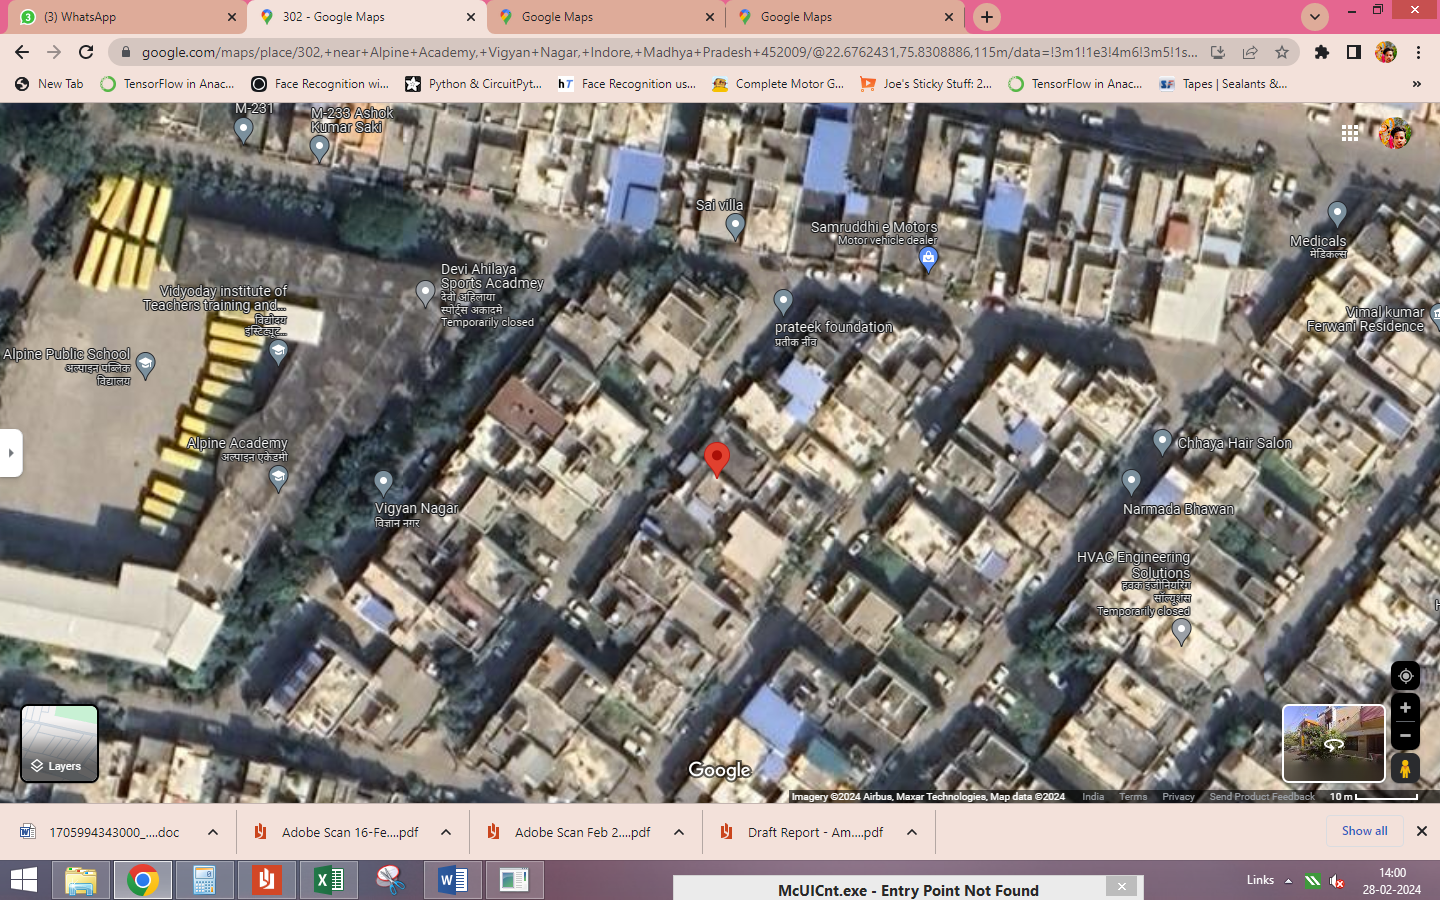 (3) WhatsApp
302 - Google Maps
Google Maps
Google Maps
google.com/maps/place/302,+near+Alpine+Academy,+Vigyan+Nagar,+Indore,+Madhya+Pradesh+452009/@22.6762431,75.8308886,115m/data=!3m1!1e3!4m6!3m5!1s...
New Tab
TensorFlow in Anac...
Face Recognition wi...
Python & CircuitPyt...
hT Face Recognition us...
Complete Motor G...
Joe's Sticky Stuff: 2...
TensorFlow in Anac...
SF Tapes | Sealants &...
»
M-231
M-233 Ashok
Kumar Saki
Sai villa
Samruddhi e Motors
Motor vehicle dealer
Medicals
मेडिकल्स
Devi Ahilaya
Sports Acadmey
देवी अहिलाया
स्पोर्ट्स अकादमे
Temporarily closed
Vidyoday institute of
Teachers training and...
विद्योदय
इंस्टिट्यूट...
prateek foundation
प्रतीक नींव
Vimal kumar
Ferwani Residence
Alpine Public School
अल्पाइन पब्लिक
विद्यालय
Alpine Academy
अल्पाइन एकेडमी
Chhaya Hair Salon
Vigyan Nagar
विज्ञान नगर
Narmada Bhawan
HVAC Engineering
Solutions
हवक इंजीनियरिंग
सॉल्यूशंस
Temporarily closed
H
Layers
Google
Imagery ©2024 Airbus, Maxar Technologies, Map data ©2024 India Terms Privacy Send Product Feedback 10 m
1705994343000_....doc
Adobe Scan 16-Fe....pdf
Adobe Scan Feb 2....pdf
Draft Report - Am....pdf
Show all
McUICnt.exe - Entry Point Not Found
Links
14:00
28-02-2024